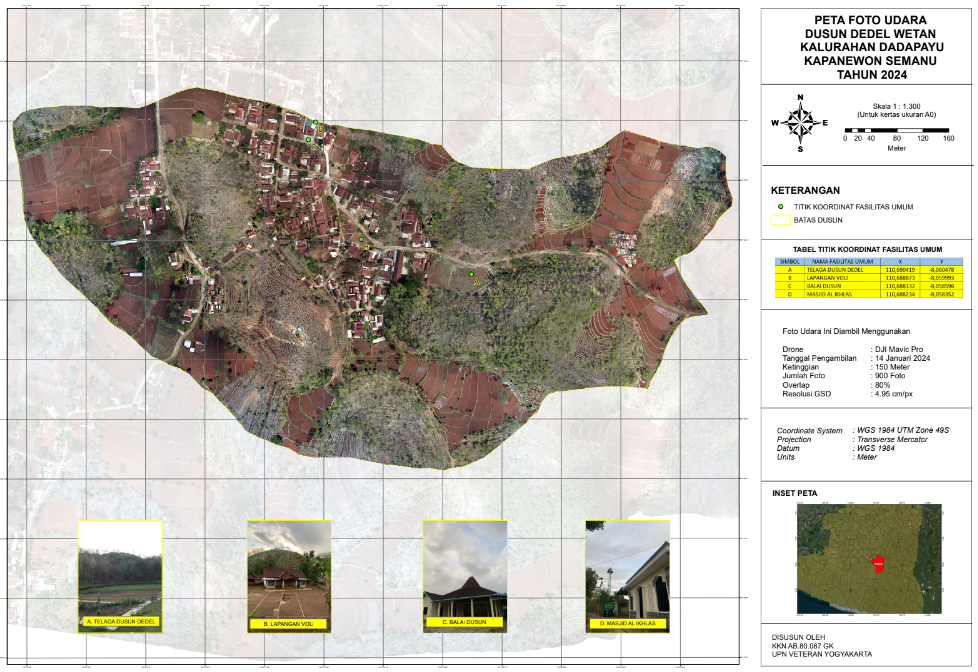 PETA FOTO UDARA
DUSUN DEDEL WETAN
KALURAHAN DADAPAYU
KAPANEWON SEMANU
TAHUN 2024
N
W E
S
Skala 1 : 1.300
(Untuk kertas ukuran A0)
0 20 40 80 120 160
Meter
KETERANGAN
TITIK KOORDINAT FASILITAS UMUM
BATAS DUSUN
TABEL TITIK KOORDINAT FASILITAS UMUM
SIMBOL NAMA FASILITAS UMUM X Y
A TELAGA DUSUN DEDEL 110,690419 -8,060478
B LAPANGAN VOLI 110,688873 -8,059993
C BALAI DUSUN 110,688132 -8,058596
D MASJID AL IKHLAS 110,688234 -8,058352
Foto Udara Ini Diambil Menggunakan
Drone : DJI Mavic Pro
Tanggal Pengambilan : 14 Januari 2024
Ketinggian : 150 Meter
Jumlah Foto : 900 Foto
Overlap : 80%
Resolusi GSD : 4.95 cm/px
Coordinate System : WGS 1984 UTM Zone 49S
Projection : Transverse Mercator
Datum : WGS 1984
Units : Meter
INSET PETA
DISUSUN OLEH
KKN AB.80.087 GK
UPN VETERAN YOGYAKARTA
A. TELAGA DUSUN DEDEL
B. LAPANGAN VOLI
C. BALAI DUSUN
D. MASJID AL IKHLAS